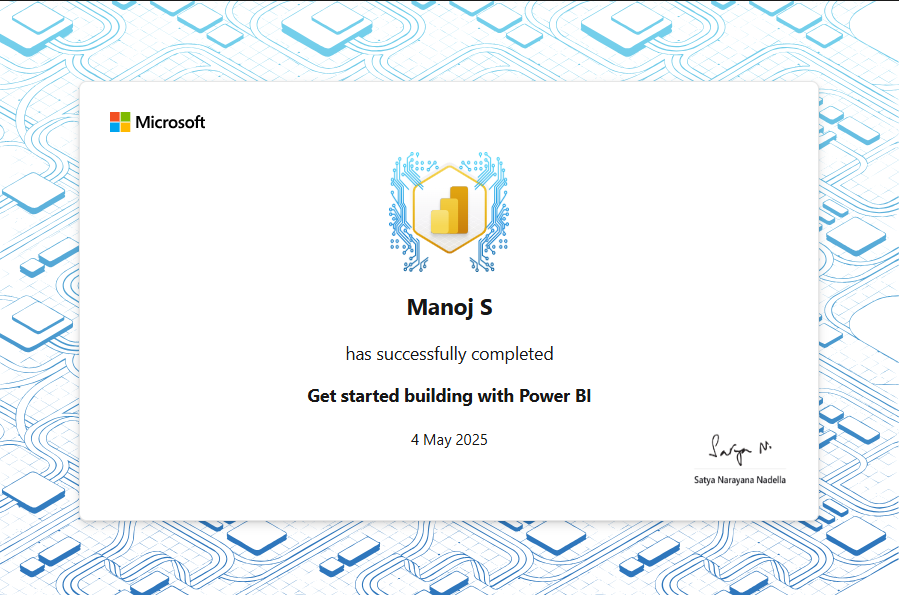 Microsoft
Manoj S
has successfully completed
Get started building with Power BI
4 May 2025
Satya N.
Satya Narayana Nadella